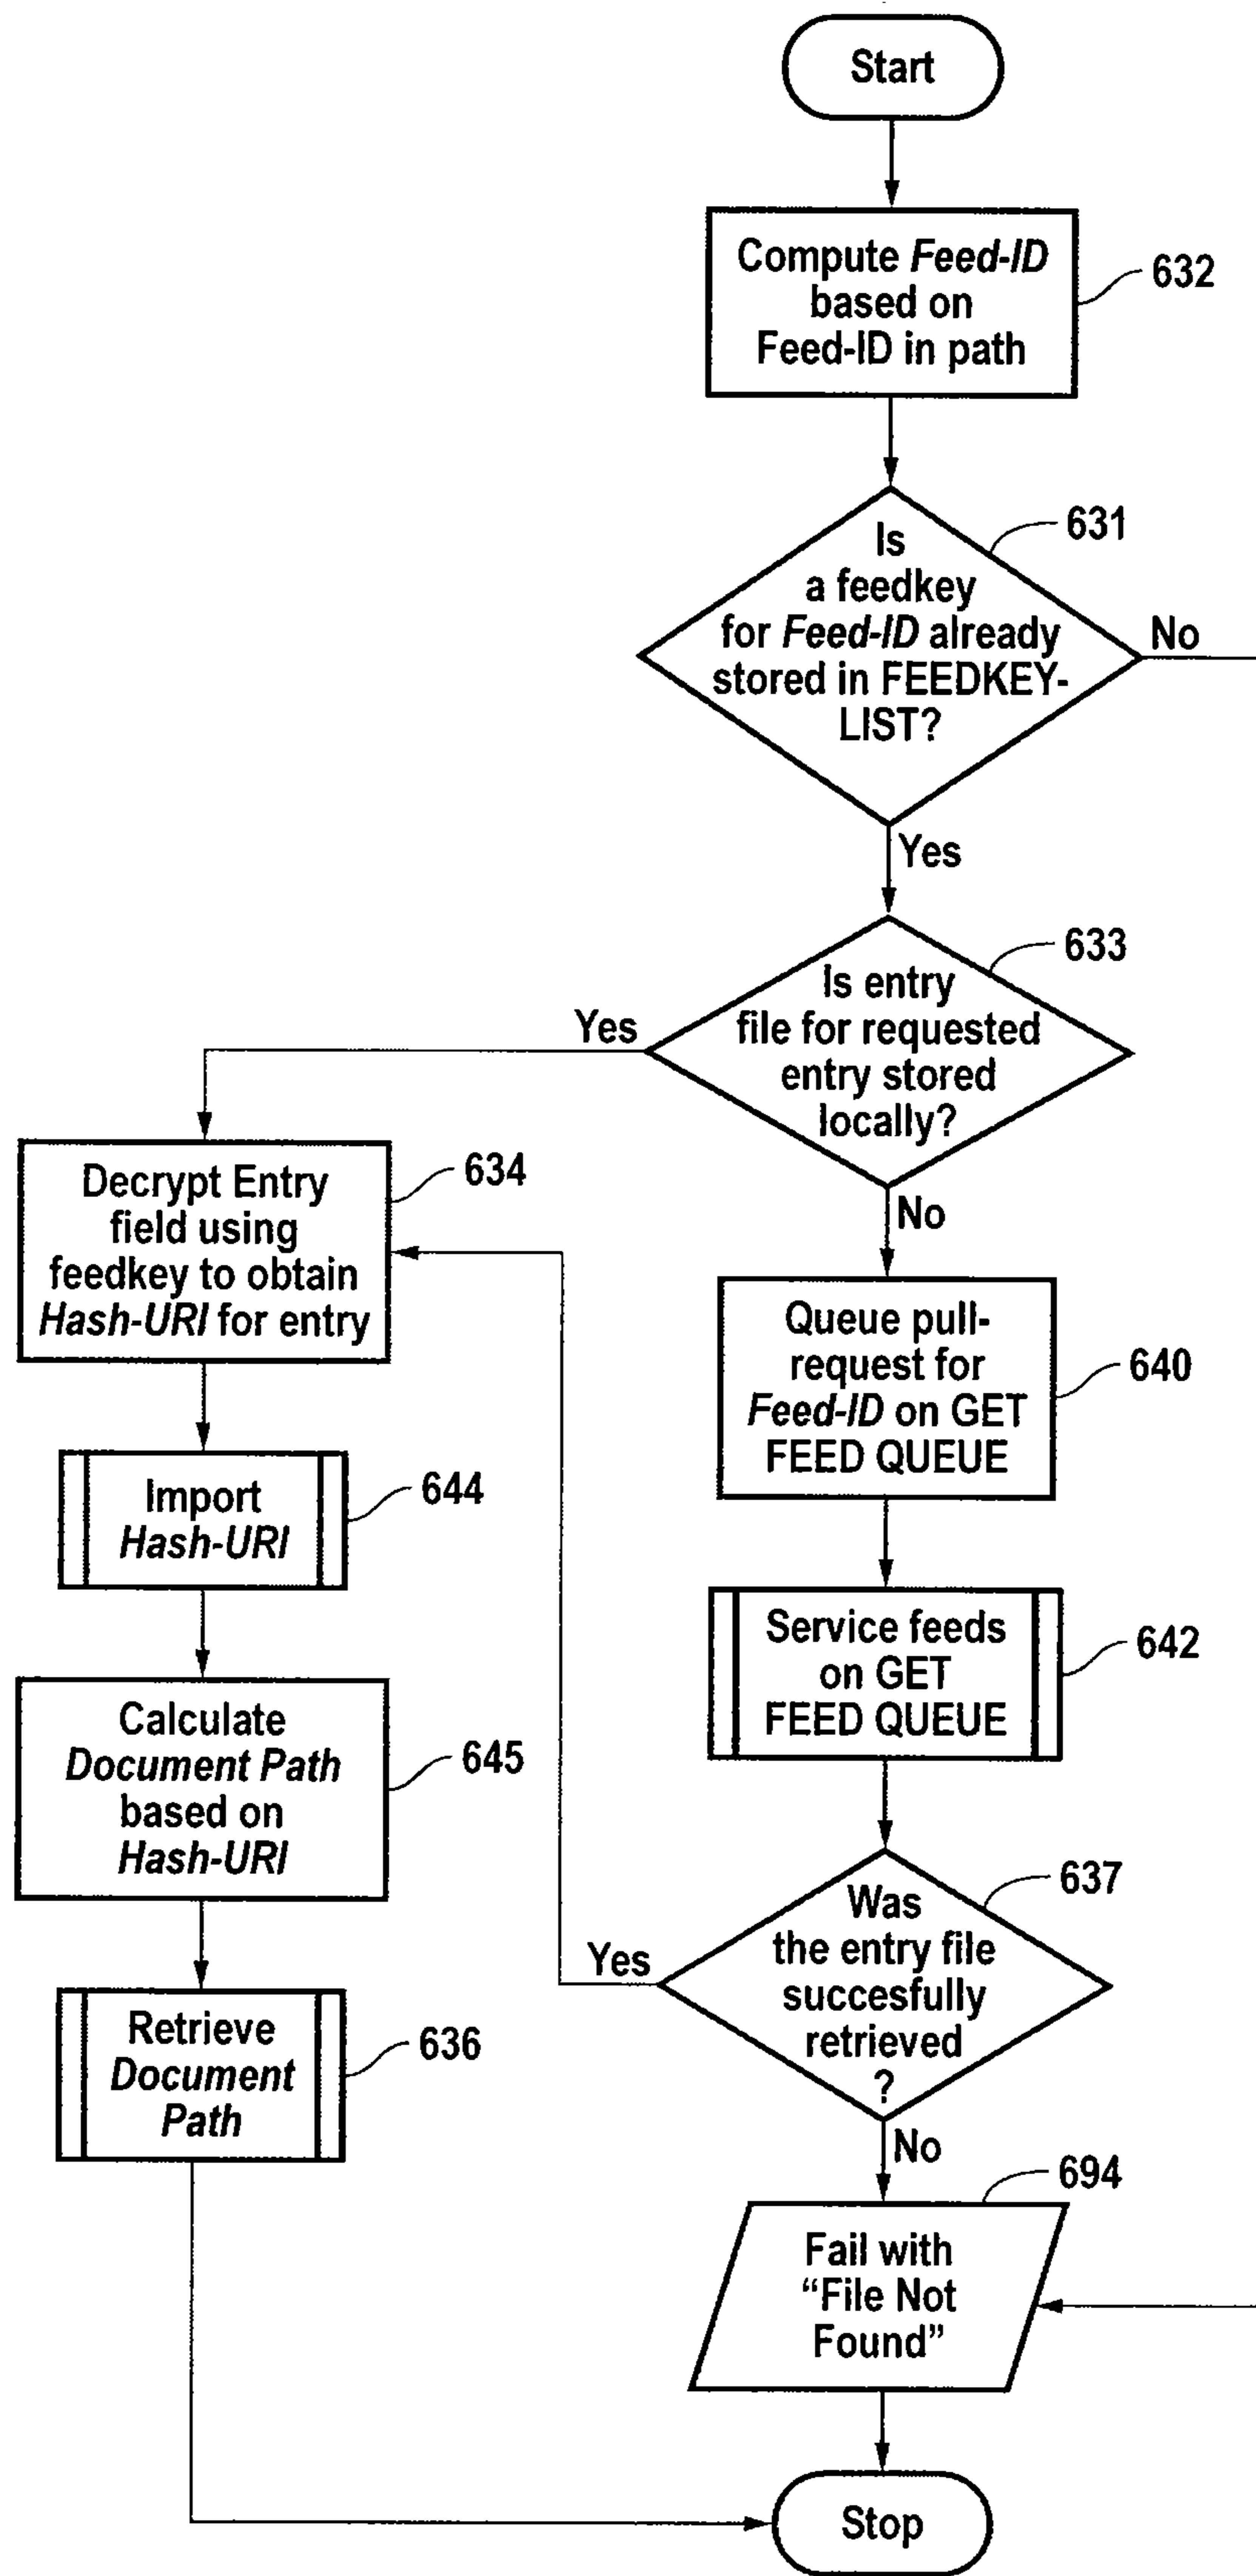 Start
Compute Feed-ID
based on
Feed-ID in path
632
Is
a feedkey
for Feed-ID already
stored in FEEDKEY-
LIST?
631
No
Yes
Is entry
file for requested
entry stored
locally?
633
Yes
No
Decrypt Entry
field using
feedkey to obtain
Hash-URI for entry
634
Queue pull-
request for
Feed-ID on GET
FEED QUEUE
640
Import
Hash-URI
644
Service feeds
on GET
FEED QUEUE
642
Calculate
Document Path
based on
Hash-URI
645
Was
the entry file
succesfully
retrieved
?
637
Yes
No
Retrieve
Document
Path
636
Fail with
“File Not
Found”
694
Stop